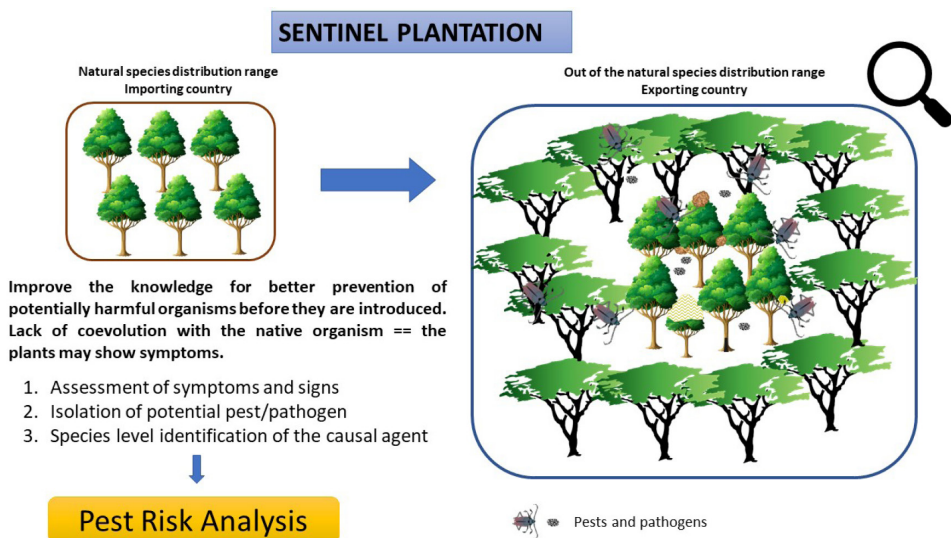 SENTINEL PLANTATION
Natural species distribution range
Importing country
Out of the natural species distribution range
Exporting country
Improve the knowledge for better prevention of
potentially harmful organisms before they are introduced.
Lack of coevolution with the native organism == the
plants may show symptoms.
1. Assessment of symptoms and signs
2. Isolation of potential pest/pathogen
3. Species level identification of the causal agent
Pest Risk Analysis
Pests and pathogens